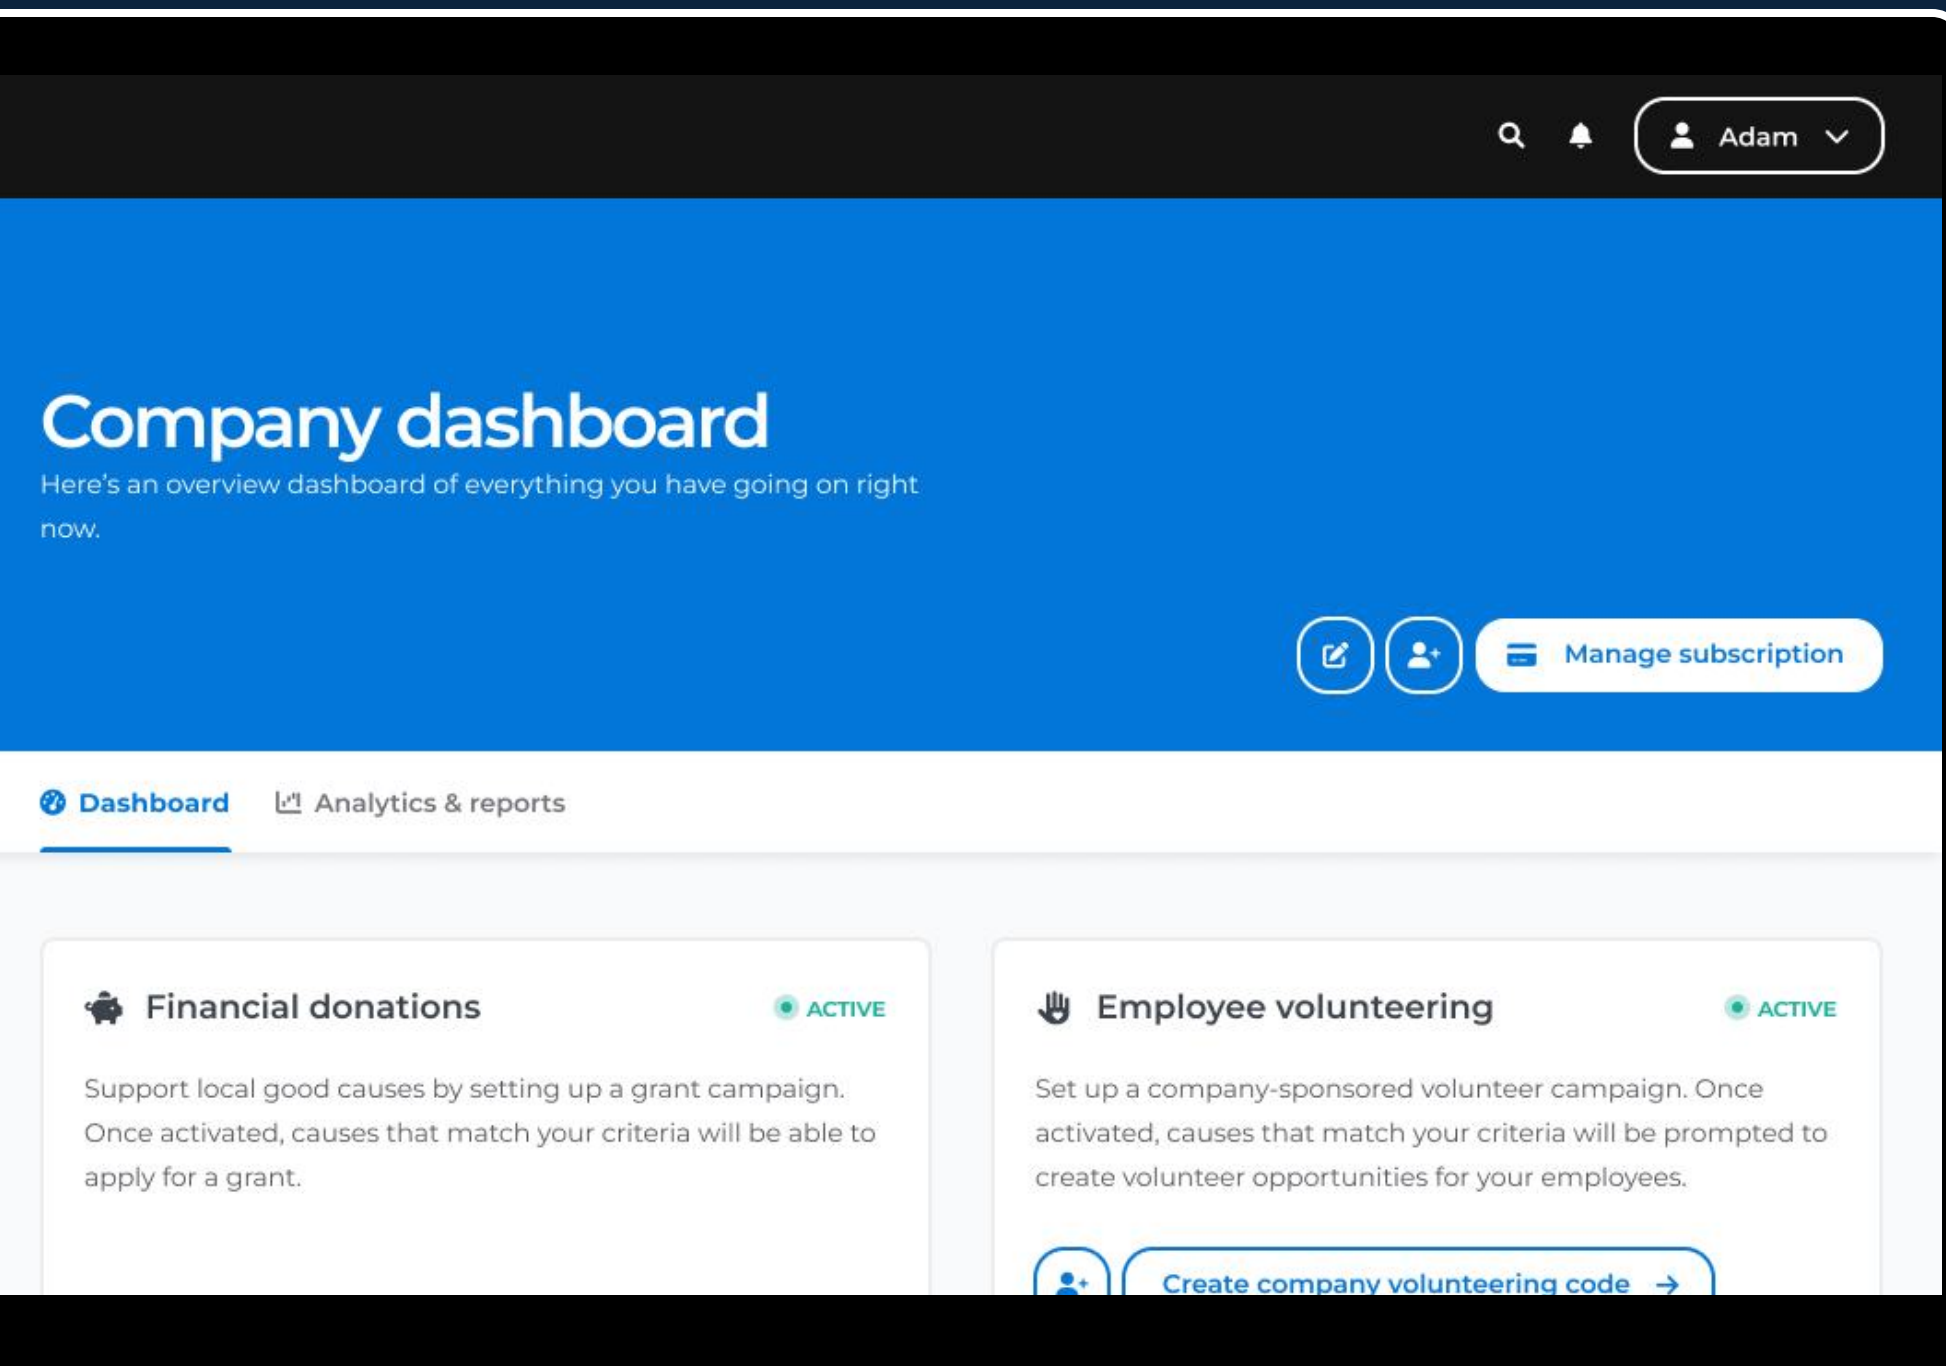 Adam
Company dashboard
Here's an overview dashboard of everything you have going on right
now.
Manage subscription
Dashboard
Analytics & reports
Financial donations
ACTIVE
Support local good causes by setting up a grant campaign.
Once activated, causes that match your criteria will be able to
apply for a grant.
Employee volunteering
ACTIVE
Set up a company-sponsored volunteer campaign. Once
activated, causes that match your criteria will be prompted to
create volunteer opportunities for your employees.
Create company volunteering code